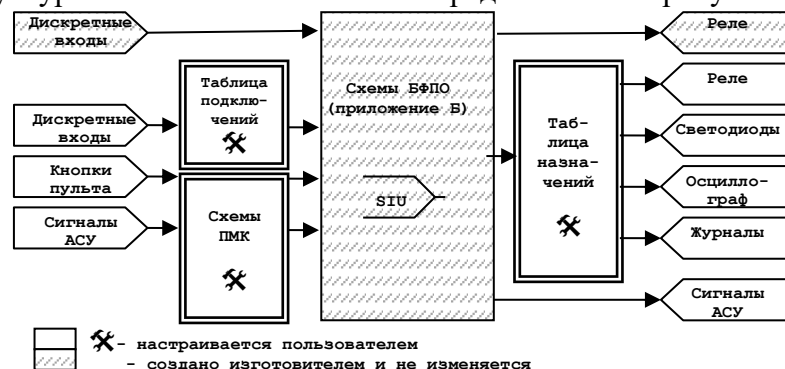 Дискретные
входы
Дискретные
входы
Кнопки
пульта
Сигналы
АСУ
Таблица
подклю-
чений
Схемы
ПМК
Схемы БФПО
(приложение Б)
SIU
Таб-
лица
назна-
чений
Реле
Реле
Светодиоды
Осцилло-
граф
Журналы
Сигналы
АСУ
- настраивается пользователем
- создано изготовителем и не изменяется